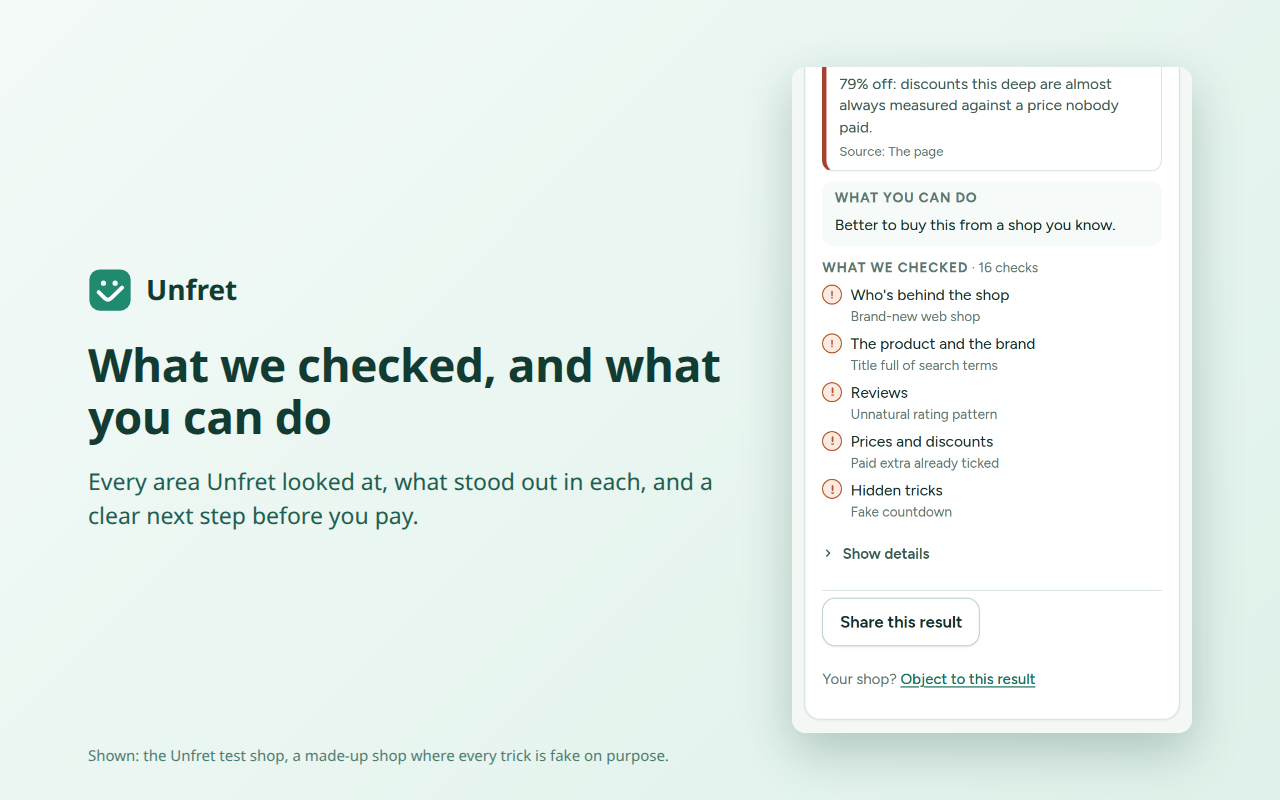 Unfret
What we checked, and what
you can do
Every area Unfret looked at, what stood out in each, and a
clear next step before you pay.
Shown: the Unfret test shop, a made-up shop where every trick is fake on purpose.
79% off: discounts this deep are almost
always measured against a price nobody
paid.
Source: The page
WHAT YOU CAN DO
Better to buy this from a shop you know.
WHAT WE CHECKED · 16 checks
Who's behind the shop
Brand-new web shop
The product and the brand
Title full of search terms
Reviews
Unnatural rating pattern
Prices and discounts
Paid extra already ticked
Hidden tricks
Fake countdown
Show details
Share this result
Your shop? Object to this result